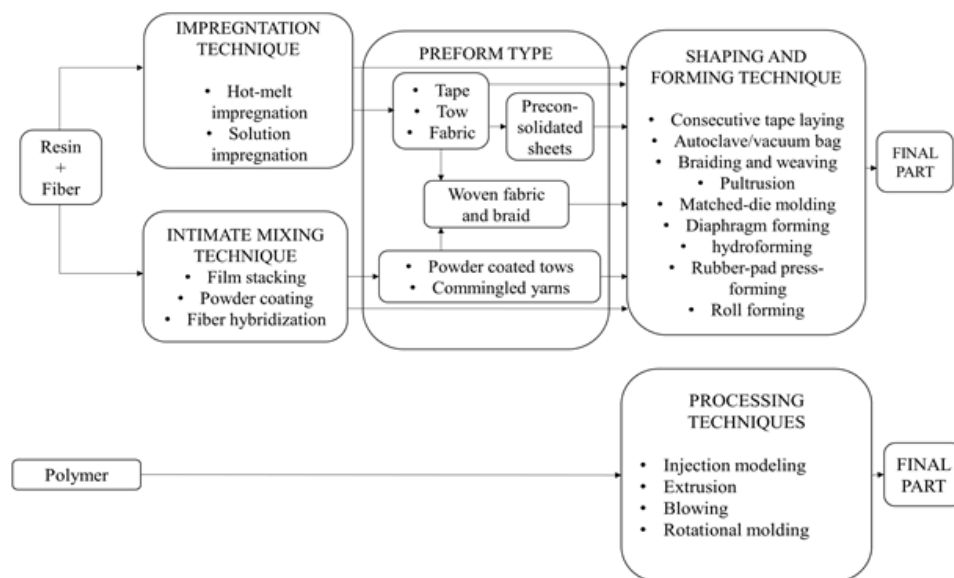 Resin
+
Fiber
IMPREGNTATION
TECHNIQUE
• Hot-melt
impregnation
• Solution
impregnation
INTIMATE MIXING
TECHNIQUE
• Film stacking
• Powder coating
• Fiber hybridization
PREFORM TYPE
• Tape
• Tow
• Fabric
Precon-
solidated
sheets
Woven fabric
and braid
• Powder coated tows
• Commingled yarns
SHAPING AND
FORMING TECHNIQUE
• Consecutive tape laying
• Autoclave/vacuum bag
• Braiding and weaving
• Pultrusion
• Matched-die molding
• Diaphragm forming
• hydroforming
• Rubber-pad press-
forming
• Roll forming
FINAL
PART
Polymer
PROCESSING
TECHNIQUES
• Injection modeling
• Extrusion
• Blowing
• Rotational molding
FINAL
PART